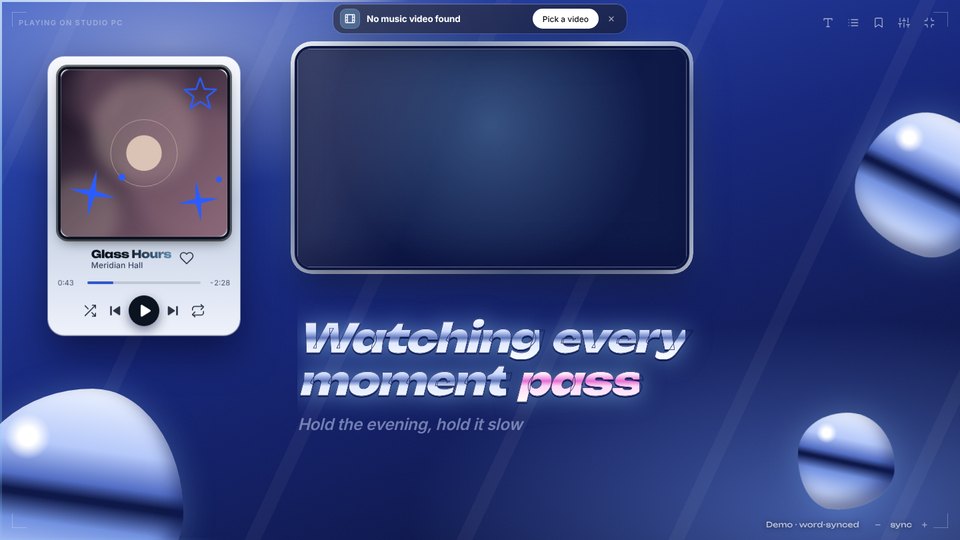 PLAYING ON STUDIO PC
No music video found
Pick a video
Glass Hours
Meridian Hall
0:43
-2:28
Watching every
moment pass
Hold the evening, hold it slow
Demo · word-synced
− sync +